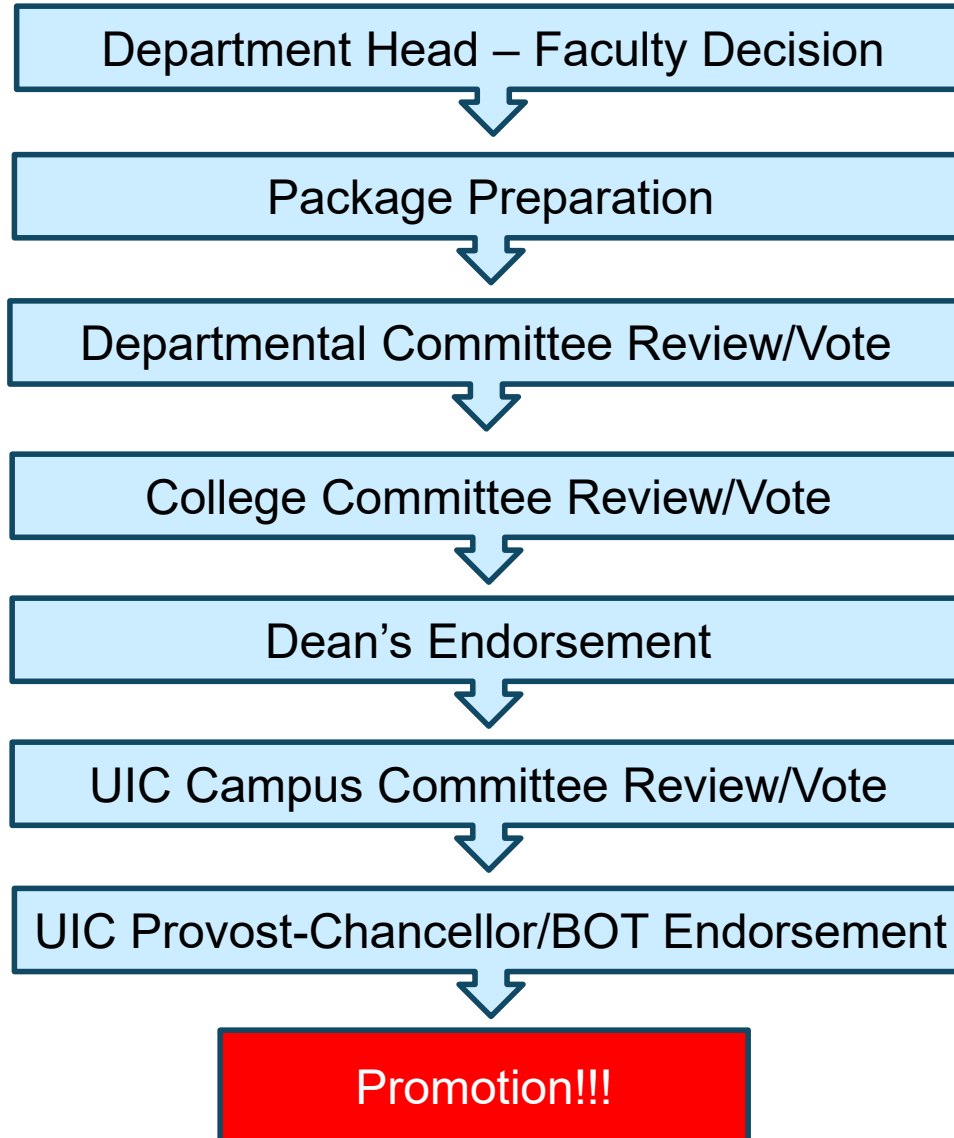 Department Head – Faculty Decision
Package Preparation
Departmental Committee Review/Vote
College Committee Review/Vote
Dean’s Endorsement
UIC Campus Committee Review/Vote
UIC Provost-Chancellor/BOT Endorsement
Promotion!!!